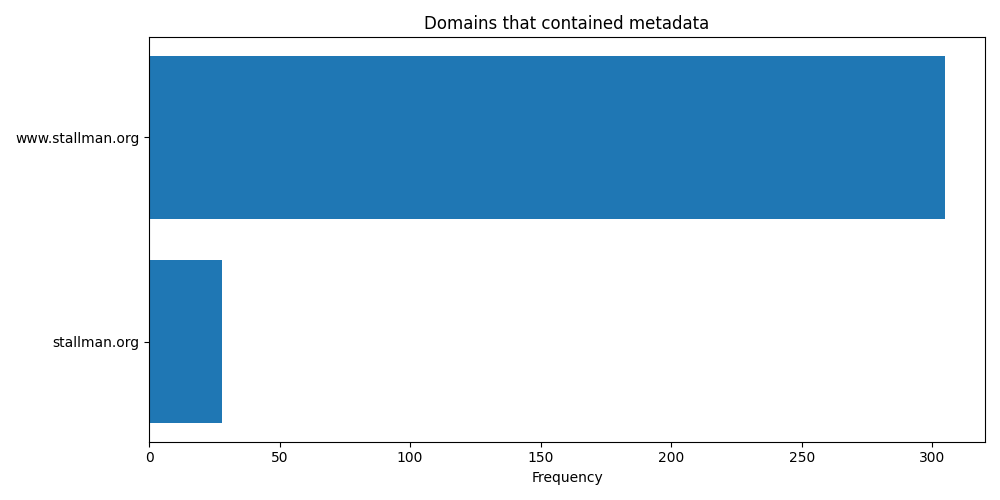 Domains that contained metadata
www.stallman.org
stallman.org
0 50 100 150 200 250 300
Frequency